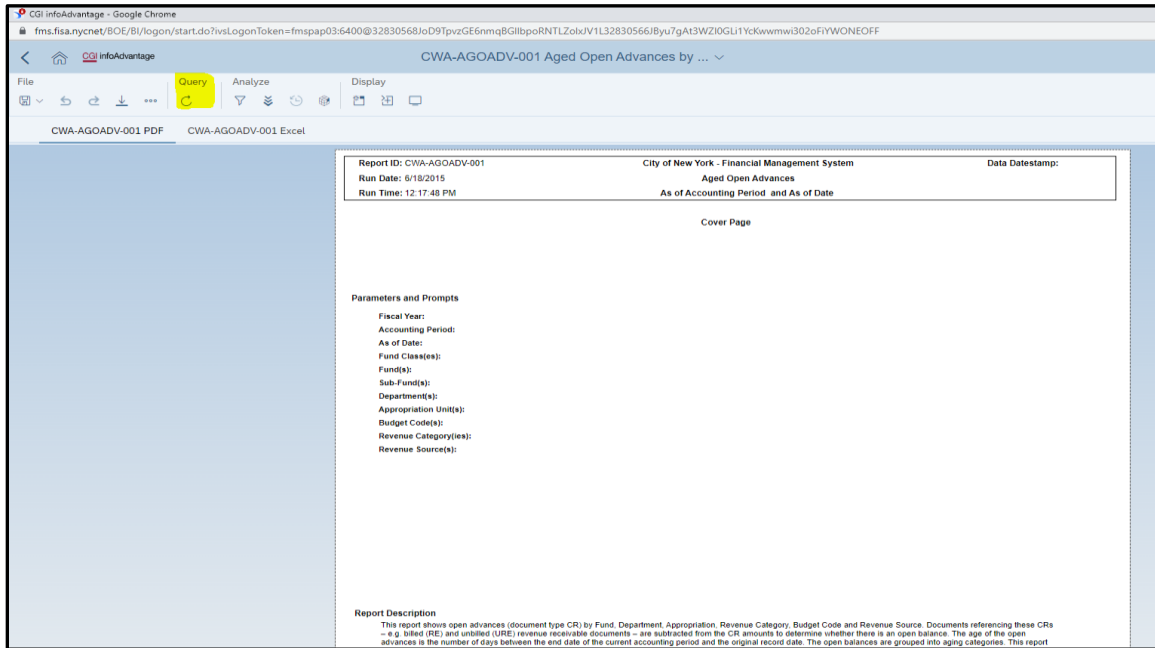 CGI infoAdvantage - Google Chrome
fms.fisa.nycnet/BOE/BI/logon/start.do?ivsLogonToken=fmspap03:6400@32830568JoD9TpvzGE6nmqBGIlbpoRNTLZolxJV1L32830566JByu7gAt3WZI0GLi1YcKwwmwi302oFiYWONEOFF
CGI infoAdvantage
CWA-AGOADV-001 Aged Open Advances by ...
File Query Analyze Display
CWA-AGOADV-001 PDF CWA-AGOADV-001 Excel
Report ID: CWA-AGOADV-001 City of New York - Financial Management System Data Datestamp:
Run Date: 6/18/2015 Aged Open Advances
Run Time: 12:17:48 PM As of Accounting Period and As of Date
Cover Page
Parameters and Prompts
Fiscal Year:
Accounting Period:
As of Date:
Fund Class(es):
Fund(s):
Sub-Fund(s):
Department(s):
Appropriation Unit(s):
Budget Code(s):
Revenue Category(ies):
Revenue Source(s):
Report Description
This report shows open advances (document type CR) by Fund, Department, Appropriation, Revenue Category, Budget Code and Revenue Source. Documents referencing these CRs
– e.g. billed (RE) and unbilled (URE) revenue receivable documents – are subtracted from the CR amounts to determine whether there is an open balance. The age of the open
advances is the number of days between the end date of the current accounting period and the original record date. The open balances are grouped into aging categories. This report